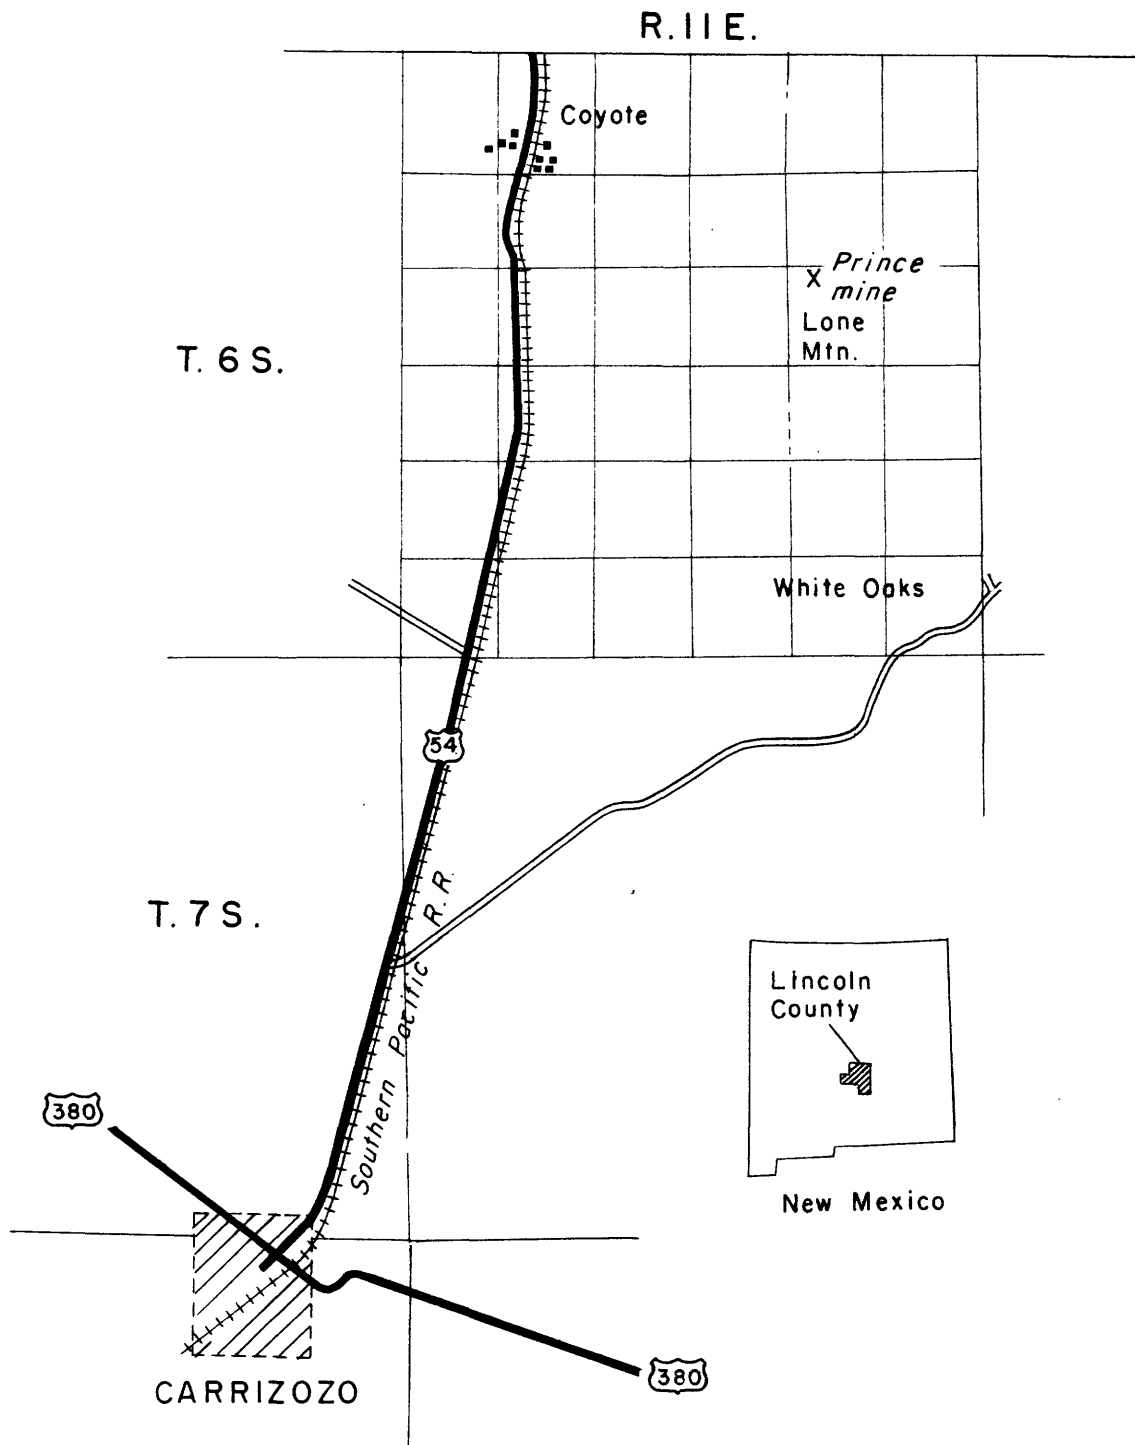 R. 11 E.
Coyote
Prince
mine
Lone
Mtn.
T. 6 S.
White Oaks
54
T. 7 S.
Southern Pacific R. R.
Lincoln
County
380
New Mexico
380
CARRIZOZO